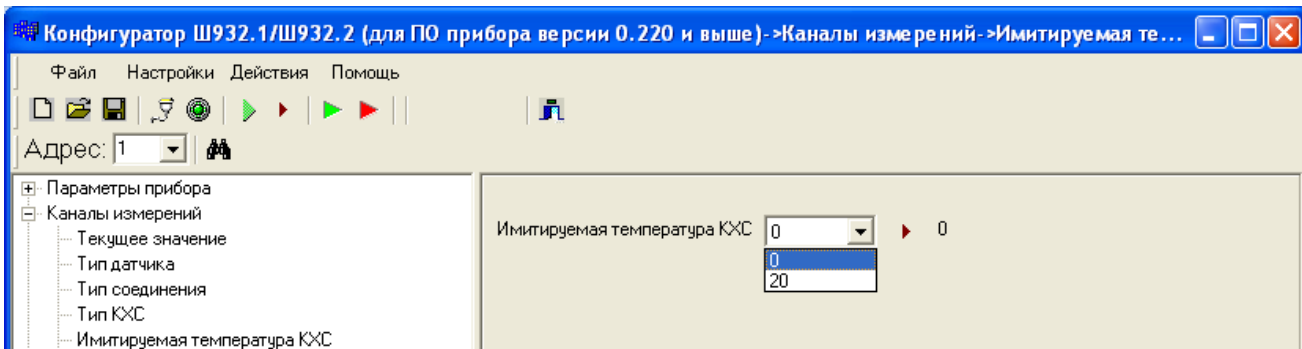 Конфигуратор Ш932.1/Ш932.2 (для ПО прибора версии 0.220 и выше)->Каналы измерений->Имитируемая те...
Файл Настройки Действия Помощь
Адрес: 1
Параметры прибора
Каналы измерений
Текущее значение
Тип датчика
Тип соединения
Тип КХС
Имитируемая температура КХС
Имитируемая температура КХС 0 0
0
20